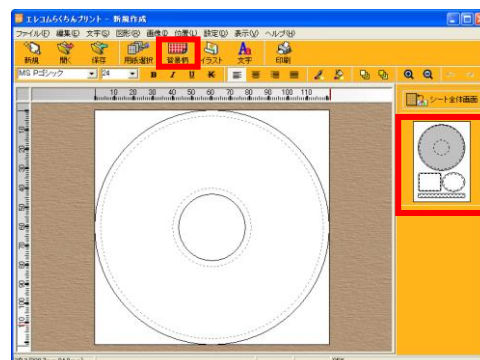 エレコムらくちんプリント - 新規作成
ファイル(F) 編集(E) 文字(S) 図形(R) 画像(I) 位置(L) 設定(O) 表示(V) ヘルプ(H)
新規 開く 保存 用紙選択 背景柄 イラスト 文字 印刷
MS Pゴシック 24 B I U K
シート全体画面
10 20 30 40 50 60 70 80 90 100 110